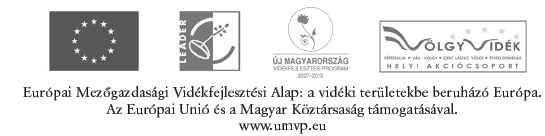 LEADER
ÚJ MAGYARORSZÁG
VIDÉKFEJLESZTÉSI PROGRAM
2007-2013
VÖLGY VIDÉK
HELYI AKCIÓCSOPORT
Európai Mezőgazdasági Vidékfejlesztési Alap: a vidéki területekbe beruházó Európa.
Az Európai Unió és a Magyar Köztársaság támogatásával.
www.umvp.eu